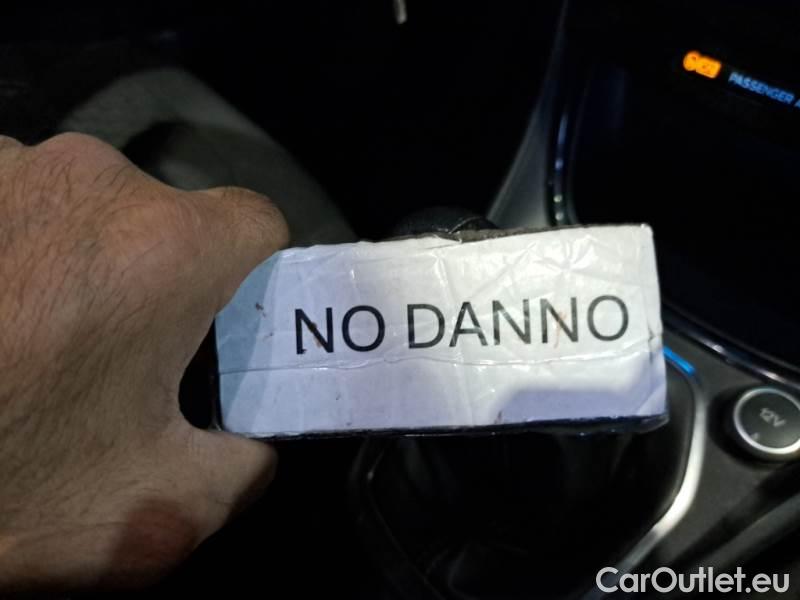 PASSENGER A
NO DANNO
12V
CarOutlet.eu